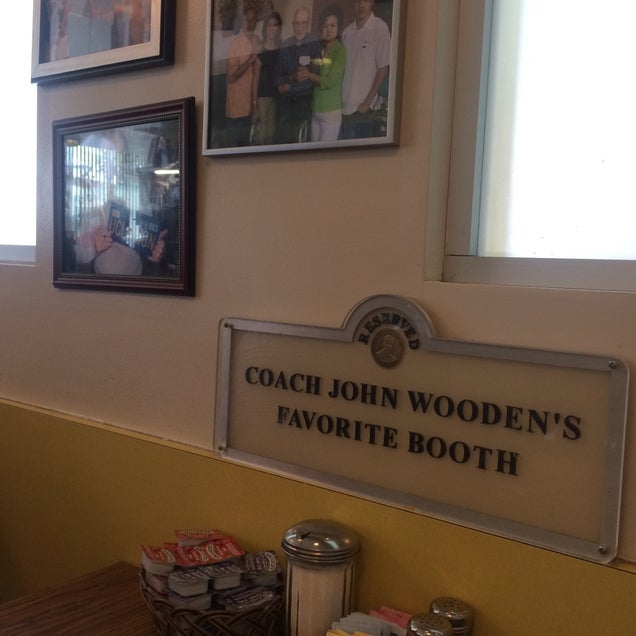 RESERVED
COACH JOHN WOODEN'S
FAVORITE BOOTH